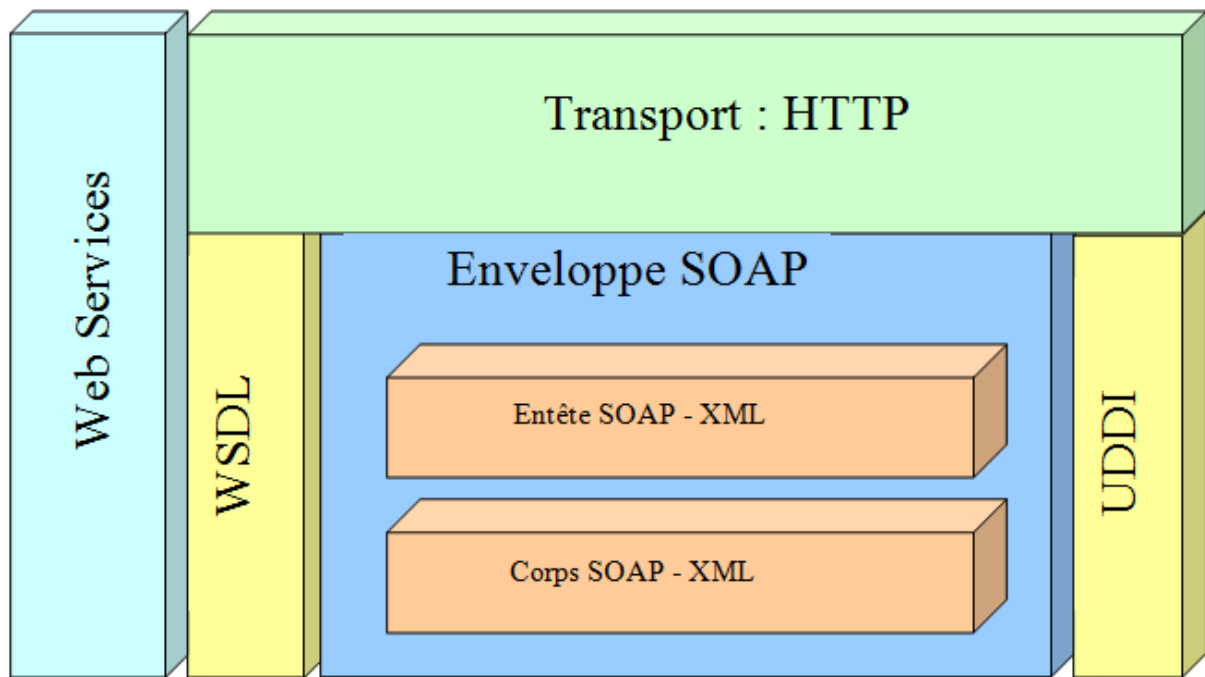 Transport : HTTP
Web Services
Enveloppe SOAP
WSDL
Entête SOAP - XML
Corps SOAP - XML
UDDI